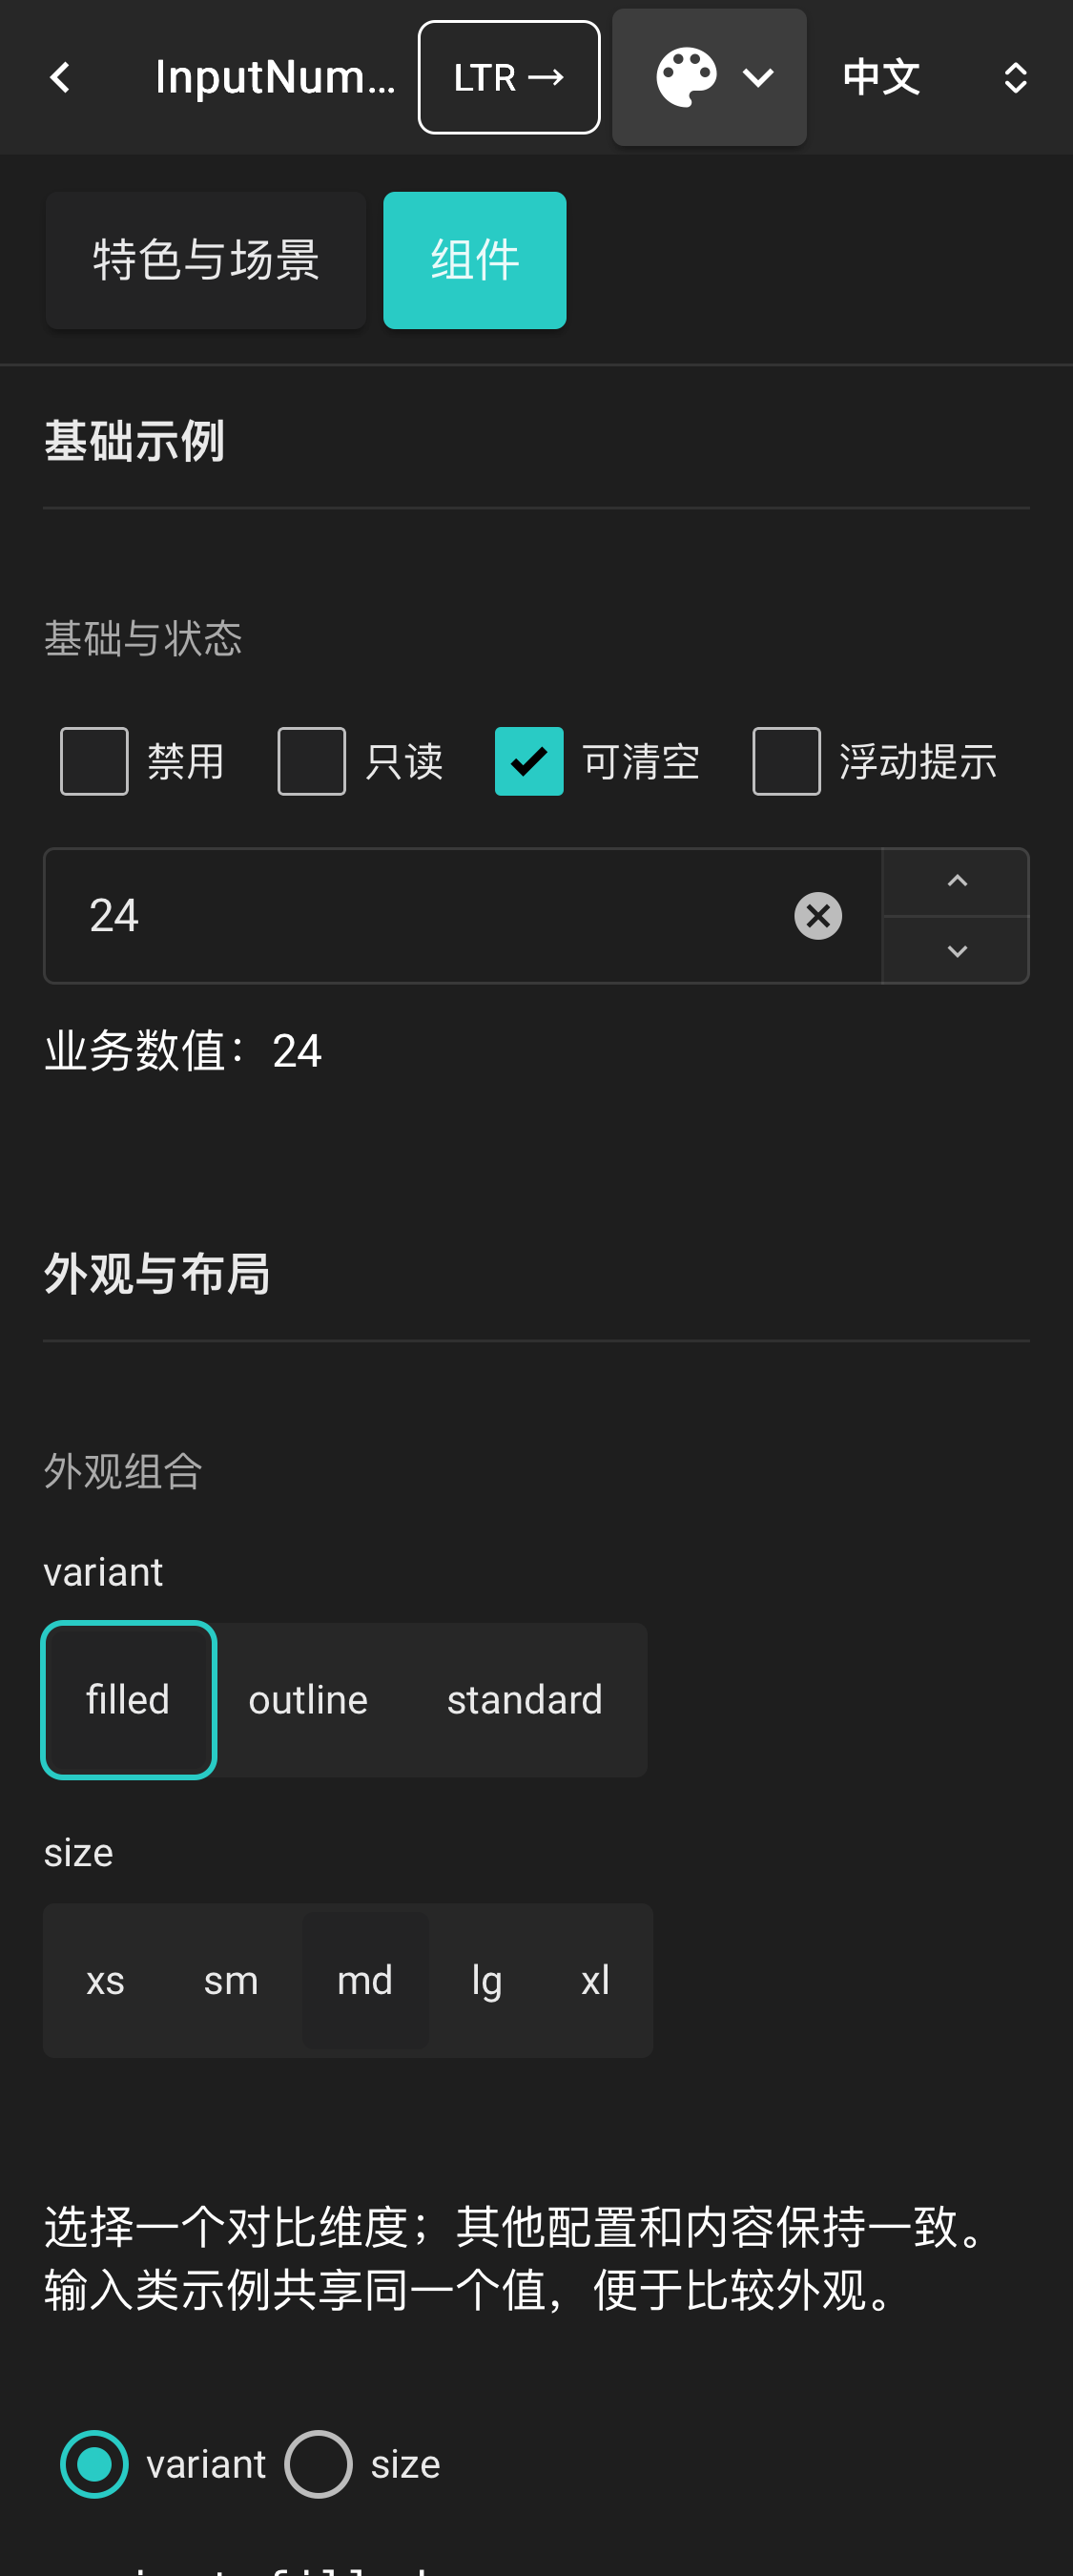 InputNum...
LTR →
中文
特色与场景
组件
基础示例
基础与状态
禁用
只读
可清空
浮动提示
24
业务数值：24
外观与布局
外观组合
variant
filled
outline
standard
size
xs
sm
md
lg
xl
选择一个对比维度；其他配置和内容保持一致。
输入类示例共享同一个值，便于比较外观。
variant
size